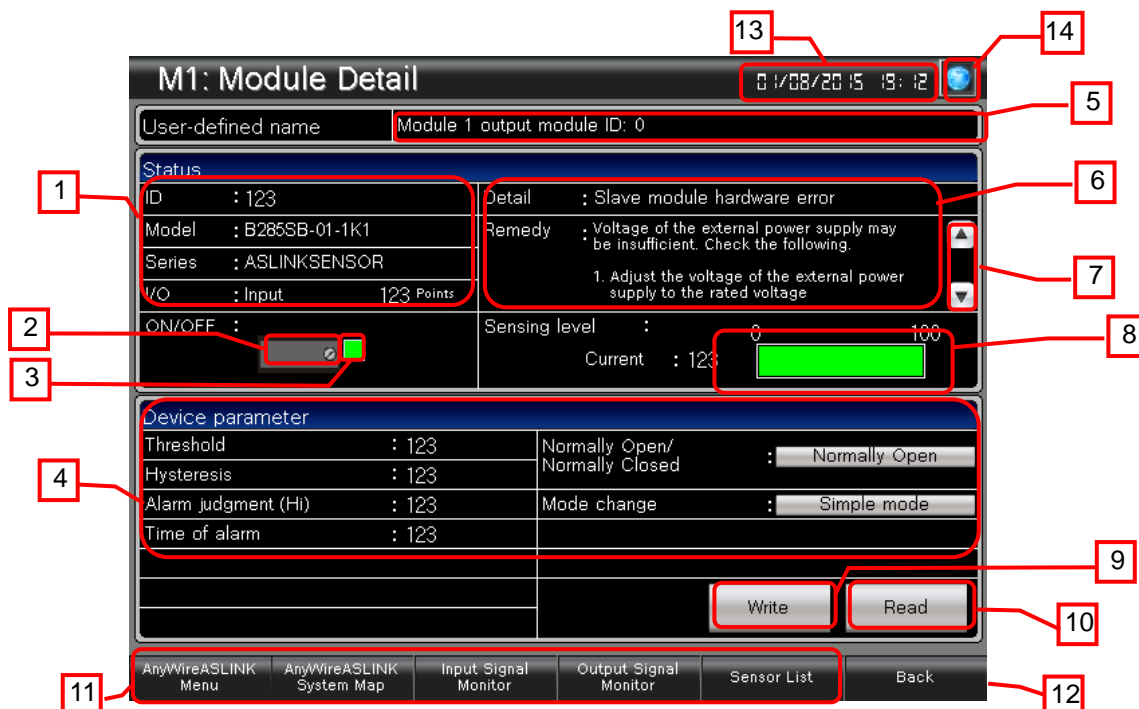 13
14
M1: Module Detail
01/08/2015 19:12
5
User-defined name Module 1 output module ID: 0
Status
1
6
ID : 123
Detail : Slave module hardware error
Model : B285SB-01-1K1
Remedy : Voltage of the external power supply may
be insufficient. Check the following.
Series : ASLINKSENSOR
1. Adjust the voltage of the external power
supply to the rated voltage
7
I/O : Input 123 Points
2
ON/OFF :
Sensing level :
0 100
8
Current : 123
3
Device parameter
Threshold : 123
Normally Open/
Normally Closed : Normally Open
Hysteresis : 123
4
Alarm judgment (Hi) : 123
Mode change : Simple mode
Time of alarm : 123
9
Write
Read
10
AnyWireASLINK
Menu
AnyWireASLINK
System Map
Input Signal
Monitor
Output Signal
Monitor
Sensor List
Back
11
12